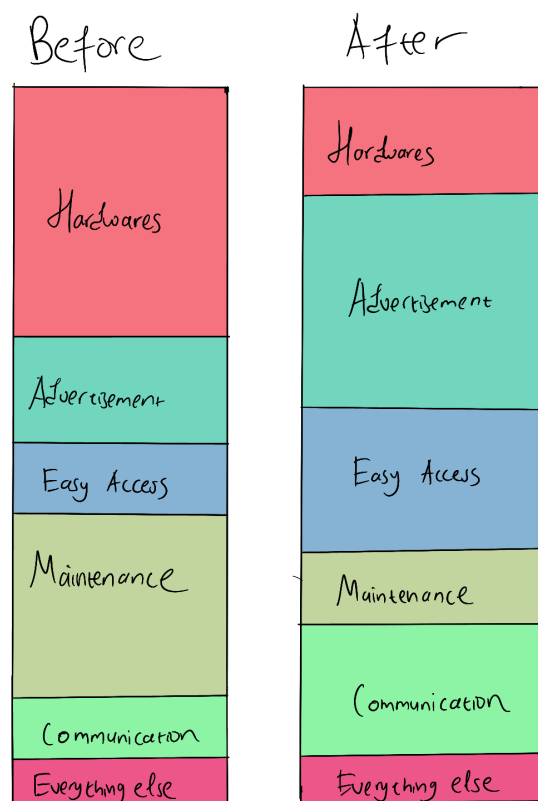 Before
Hardwares
Advertisement
Easy Access
Maintenance
Communication
Everything else
After
Hardwares
Advertisement
Easy Access
Maintenance
Communication
Everything else